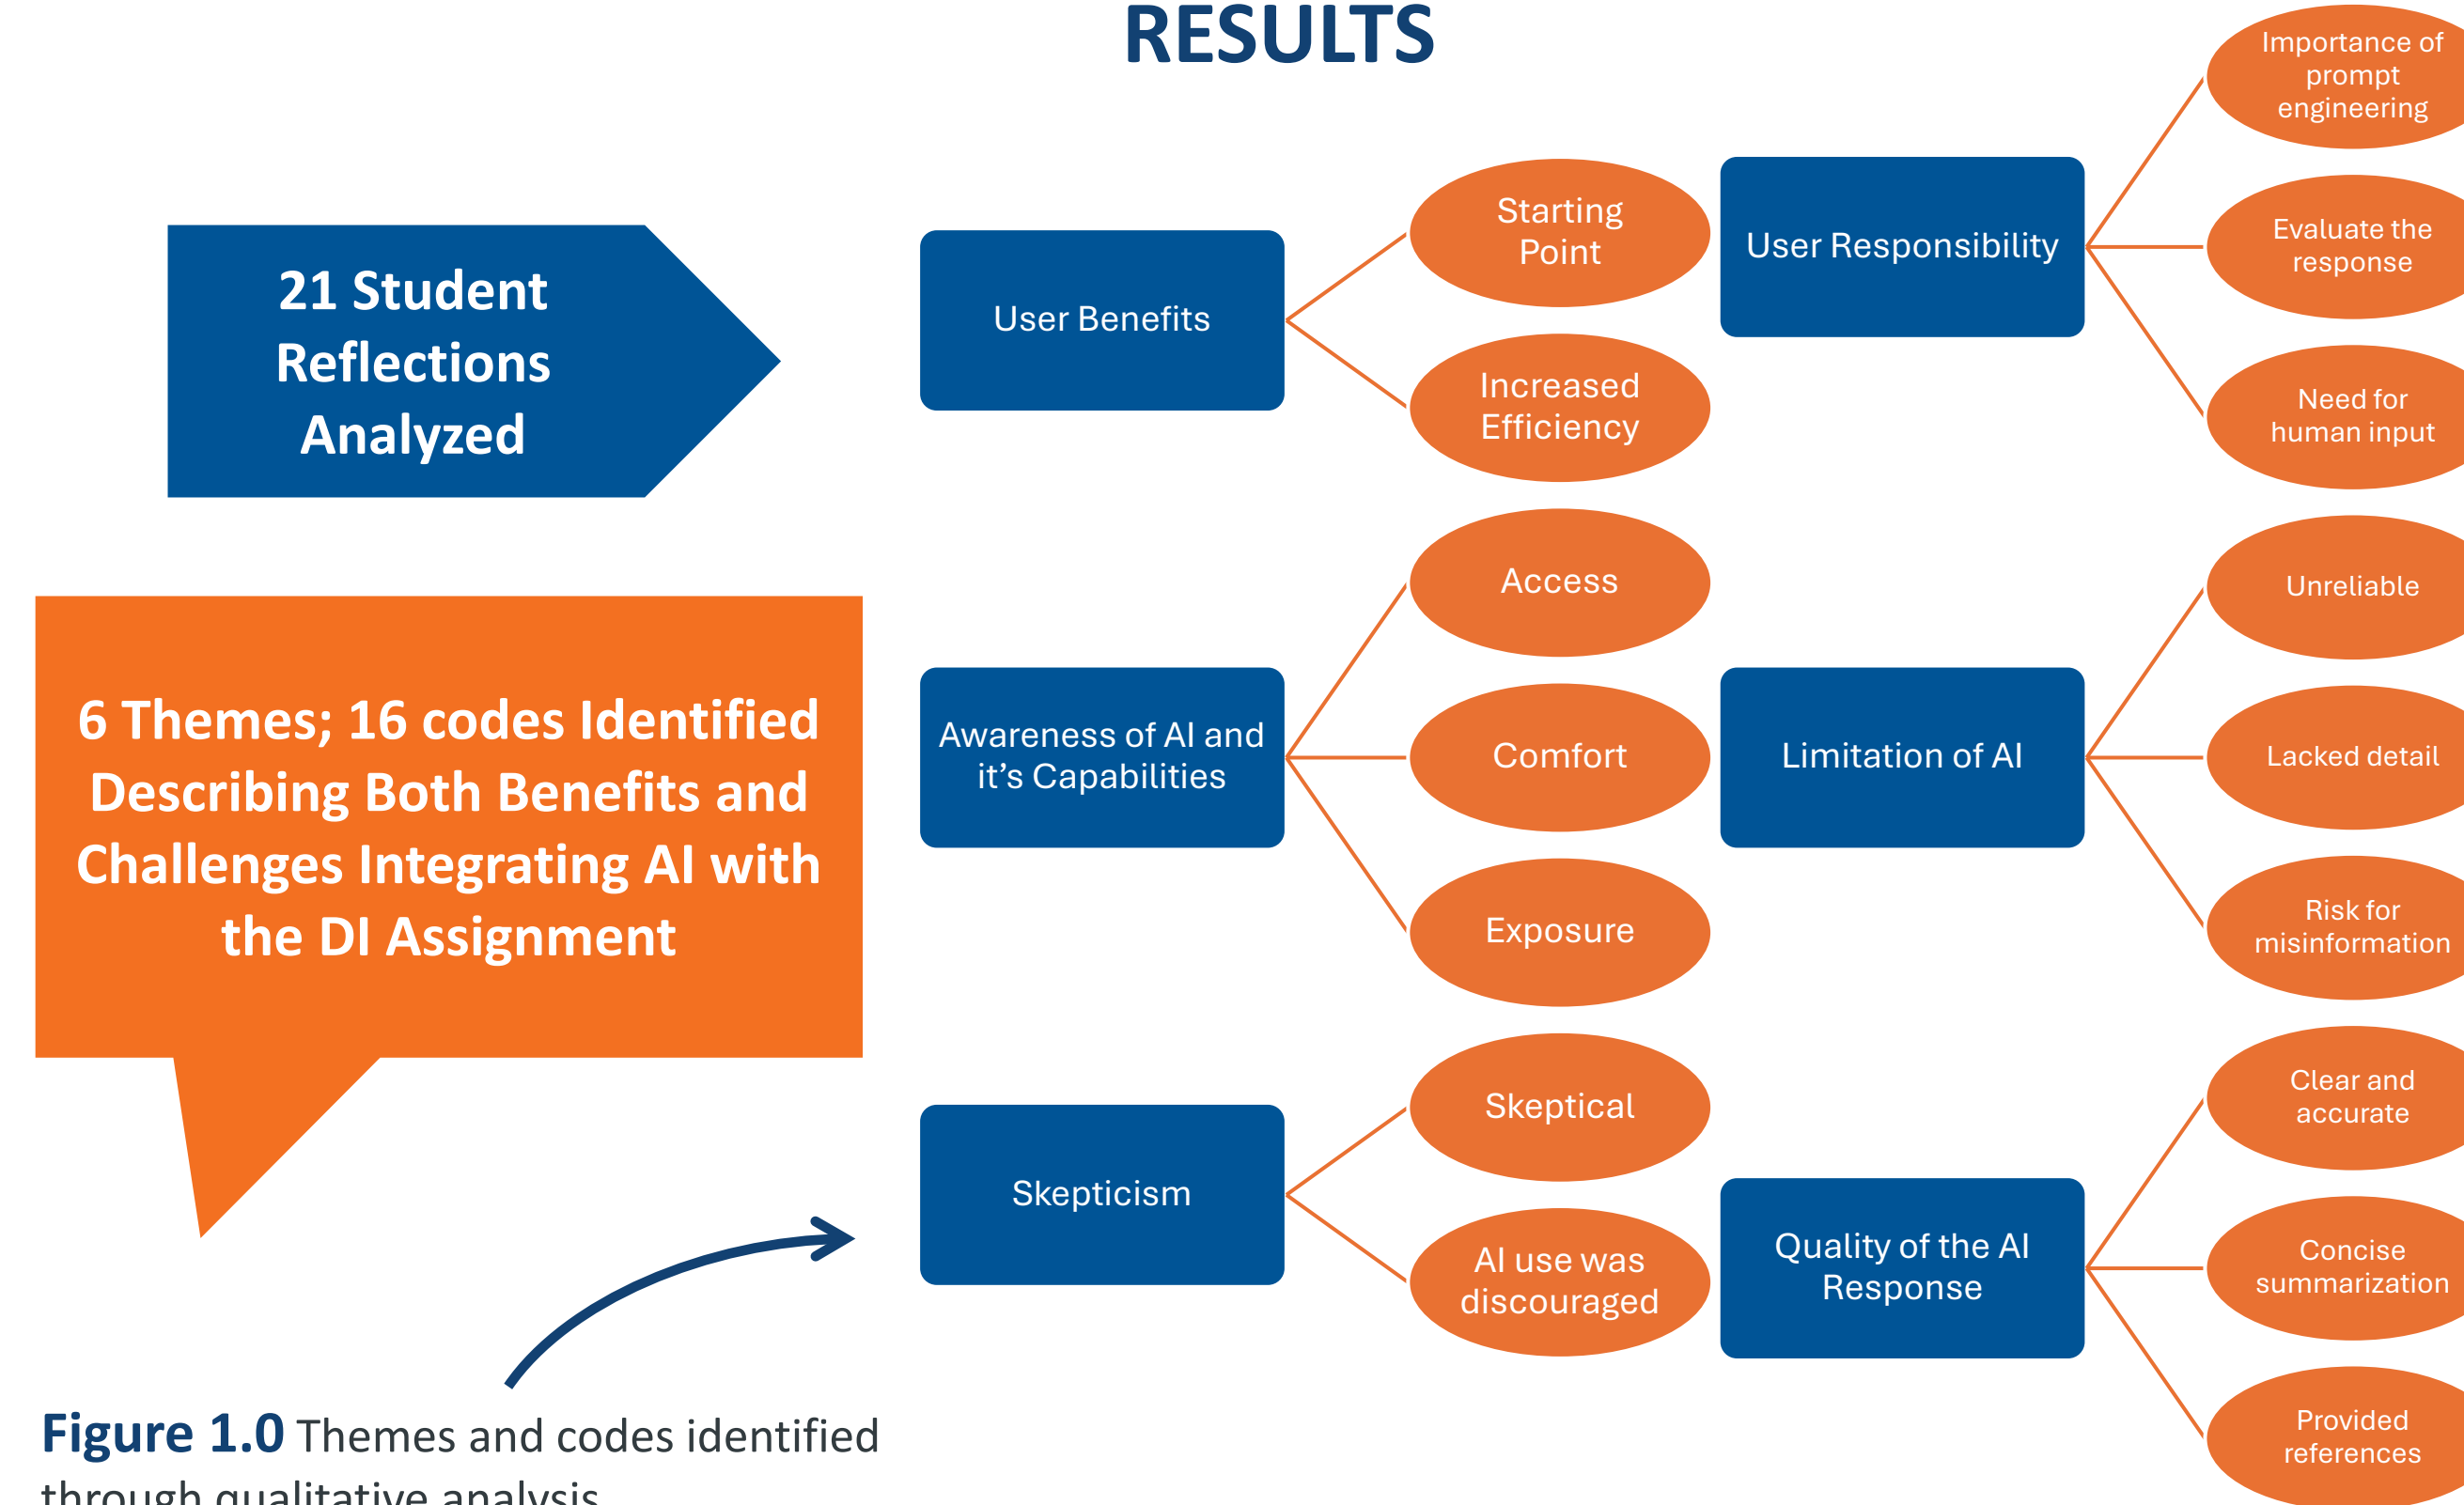 RESULTS
21 Student
Reflections
Analyzed
6 Themes; 16 codes Identified
Describing Both Benefits and
Challenges Integrating AI with
the DI Assignment
Figure 1.0 Themes and codes identified
through qualitative analysis
User Benefits
Starting
Point
Increased
Efficiency
Awareness of AI and
it’s Capabilities
Access
Comfort
Exposure
Skepticism
Skeptical
AI use was
discouraged
User Responsibility
Importance of
prompt
engineering
Evaluate the
response
Need for
human input
Limitation of AI
Unreliable
Lacked detail
Risk for
misinformation
Quality of the AI
Response
Clear and
accurate
Concise
summarization
Provided
references